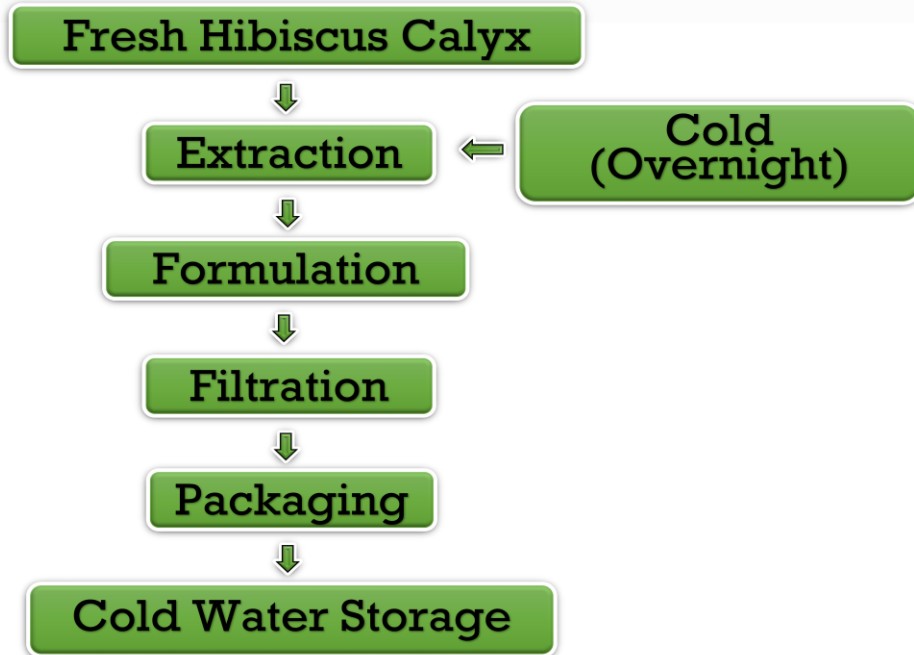 Fresh Hibiscus Calyx
Extraction
Cold
(Overnight)
Formulation
Filtration
Packaging
Cold Water Storage